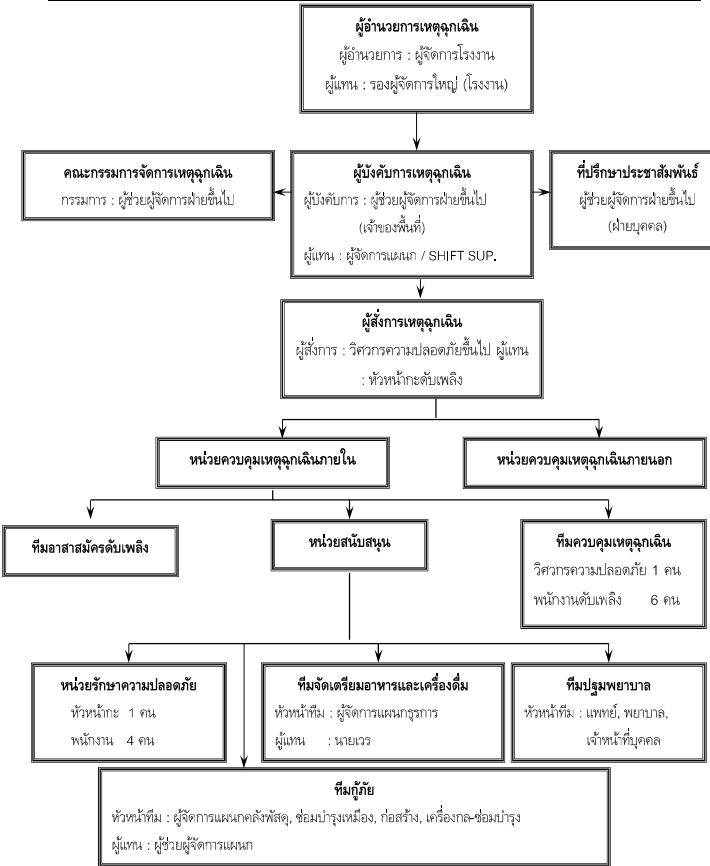 ผู้อำนวยการเหตุฉุกเฉิน
ผู้อำนวยการ : ผู้จัดการโรงงาน
ผู้แทน : รองผู้จัดการใหญ่ (โรงงาน)
คณะกรรมการจัดการเหตุฉุกเฉิน
กรรมการ : ผู้ช่วยผู้จัดการฝ่ายขึ้นไป
ผู้บังคับการเหตุฉุกเฉิน
ผู้บังคับการ : ผู้ช่วยผู้จัดการฝ่ายขึ้นไป
(เจ้าของพื้นที่)
ผู้แทน : ผู้จัดการแผนก / SHIFT SUP.
ที่ปรึกษาประชาสัมพันธ์
ผู้ช่วยผู้จัดการฝ่ายขึ้นไป
(ฝ่ายบุคคล)
ผู้สั่งการเหตุฉุกเฉิน
ผู้สั่งการ : วิศวกรความปลอดภัยขึ้นไป ผู้แทน
: หัวหน้ากะดับเพลิง
หน่วยควบคุมเหตุฉุกเฉินภายใน
หน่วยควบคุมเหตุฉุกเฉินภายนอก
ทีมอาสาสมัครดับเพลิง
หน่วยสนับสนุน
ทีมควบคุมเหตุฉุกเฉิน
วิศวกรความปลอดภัย 1 คน
พนักงานดับเพลิง 6 คน
หน่วยรักษาความปลอดภัย
หัวหน้ากะ 1 คน
พนักงาน 4 คน
ทีมจัดเตรียมอาหารและเครื่องดื่ม
หัวหน้าทีม : ผู้จัดการแผนกธุรการ
ผู้แทน : นายเวร
ทีมปฐมพยาบาล
หัวหน้าทีม : แพทย์, พยาบาล,
เจ้าหน้าที่บุคคล
ทีมกู้ภัย
หัวหน้าทีม : ผู้จัดการแผนกคลังพัสดุ, ซ่อมบำรุงเหมือง, ก่อสร้าง, เครื่องกล-ซ่อมบำรุง
ผู้แทน : ผู้ช่วยผู้จัดการแผนก